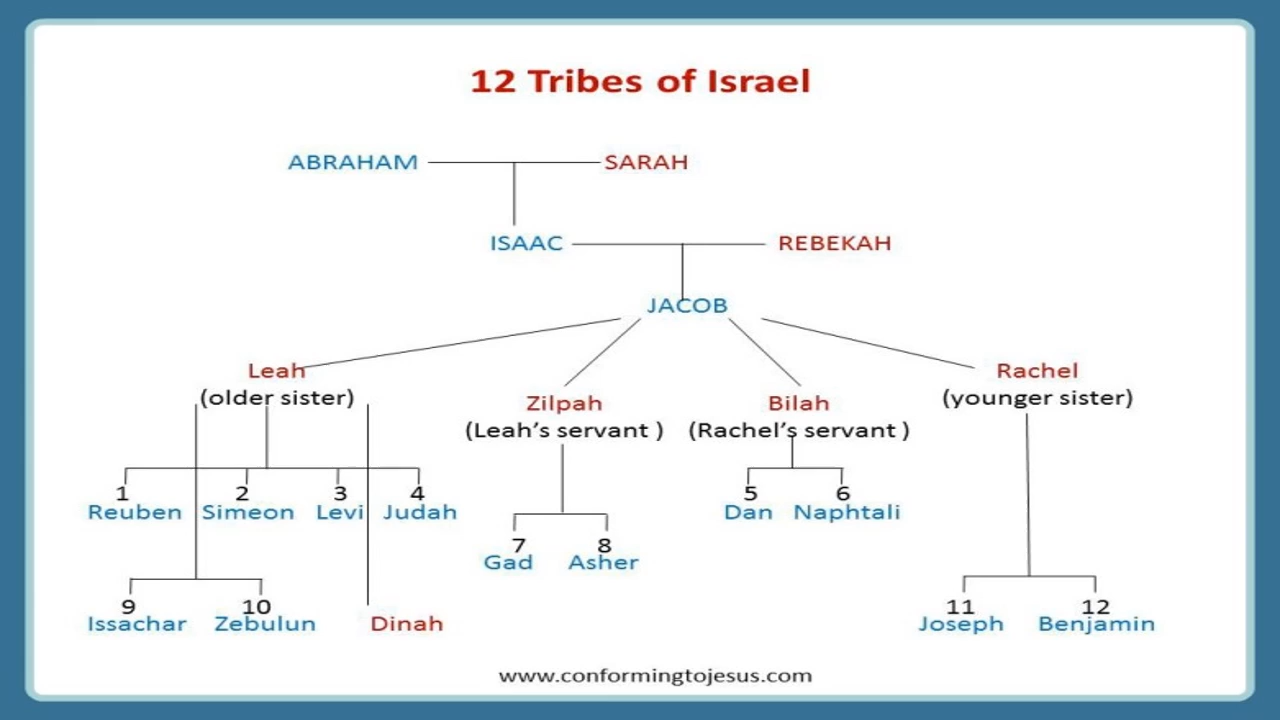 12 Tribes of Israel
ABRAHAM SARAH
ISAAC REBEKAH
JACOB
Leah Rachel
(older sister) (younger sister)
Zilpah Bilah
(Leah's servant ) (Rachel's servant )
1 2 3 4 5 6
Reuben Simeon Levi Judah Dan Naphtali
7 8
Gad Asher
9 10 11 12
Issachar Zebulun Dinah Joseph Benjamin
www.conformingtojesus.com